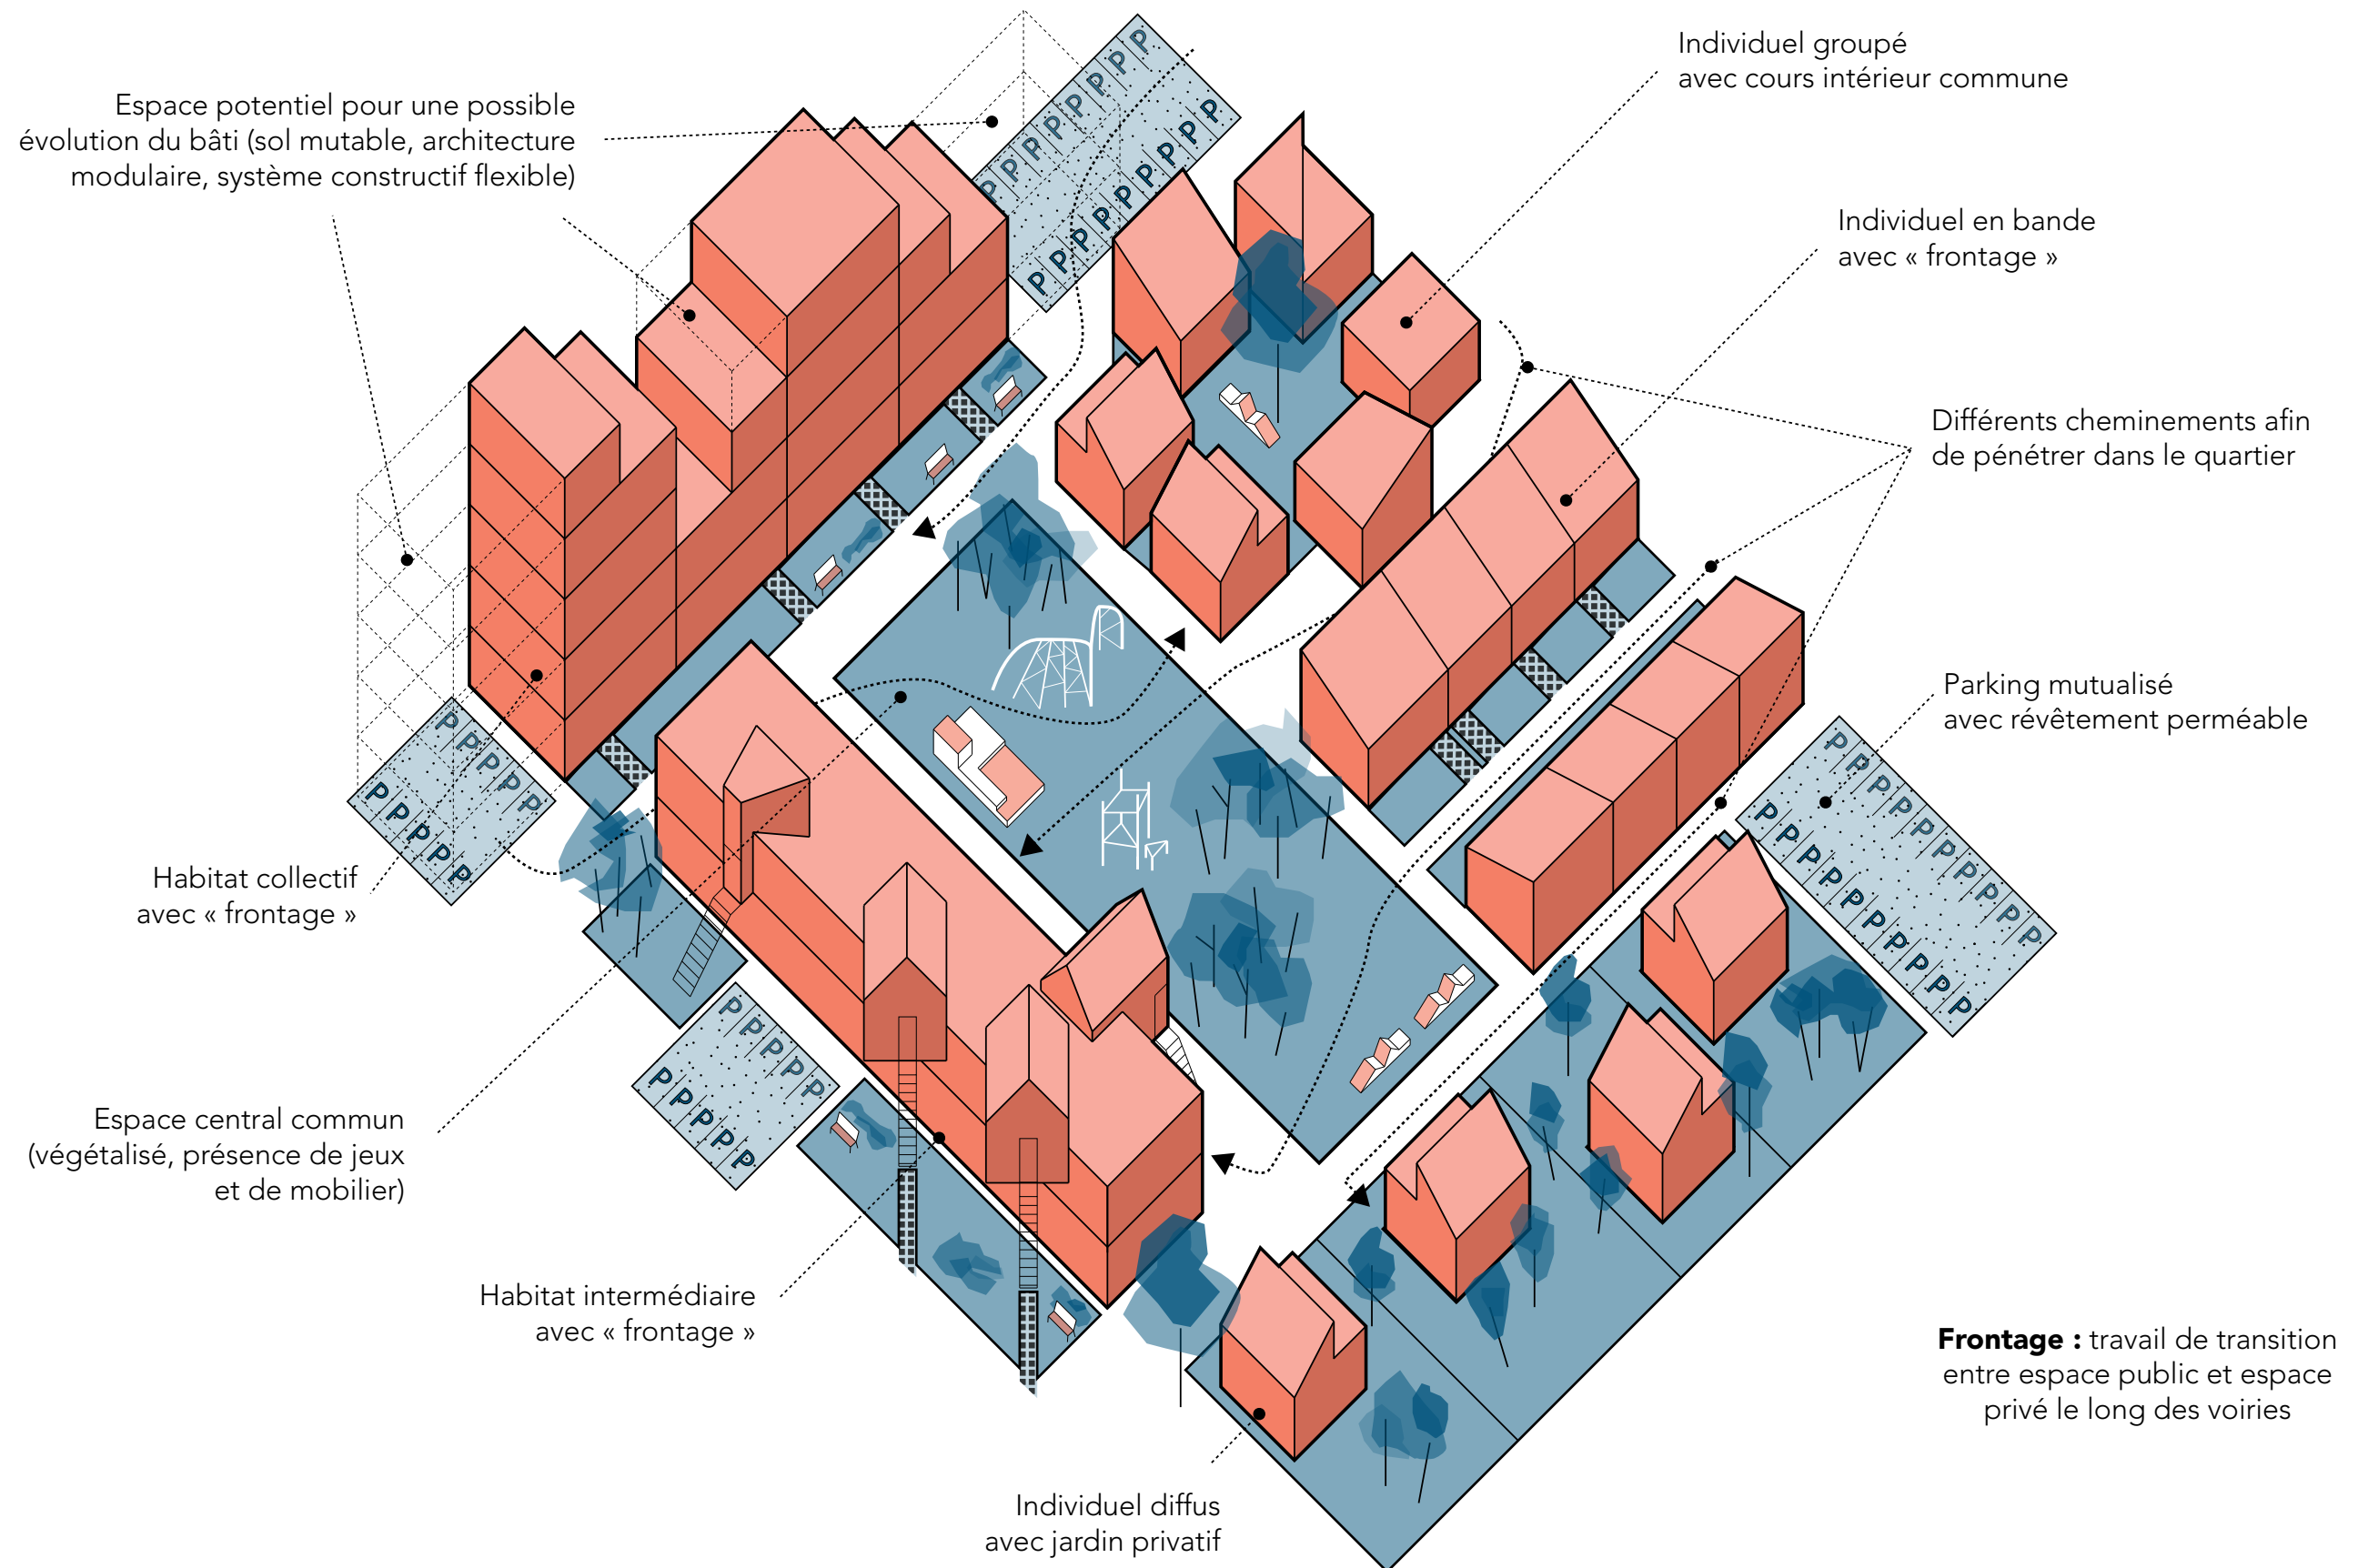 Individuel groupé
avec cours intérieur commune
Espace potentiel pour une possible
évolution du bâti (sol mutable, architecture
modulaire, système constructif flexible)
Individuel en bande
avec « frontage »
Différents cheminements afin
de pénétrer dans le quartier
Parking mutualisé
avec révêtement perméable
Habitat collectif
avec « frontage »
Espace central commun
(végétalisé, présence de jeux
et de mobilier)
Habitat intermédiaire
avec « frontage »
Frontage : travail de transition
entre espace public et espace
privé le long des voiries
Individuel diffus
avec jardin privatif